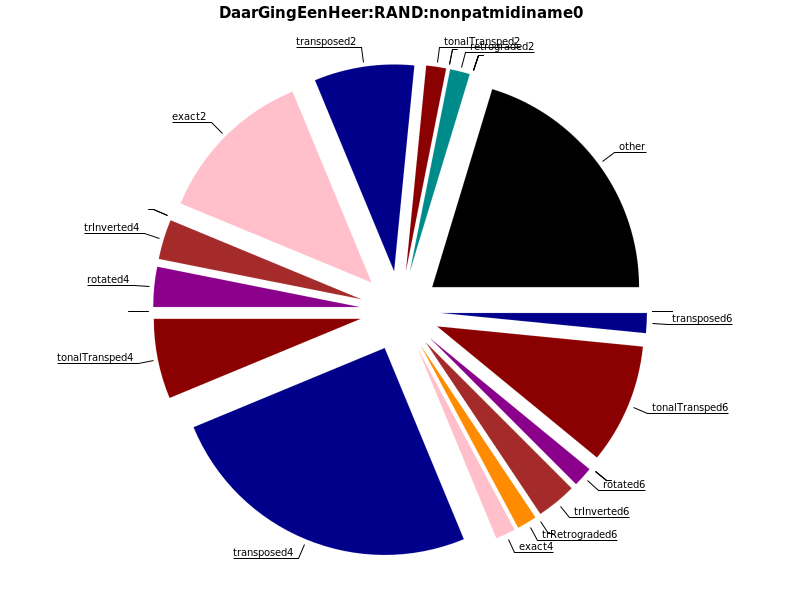 DaarGingEenHeer:RAND:nonpatmidiname0
transposed2
tonalTransped2
retrograded2
exact2
other
trInverted4
rotated4
transposed6
tonalTransped4
tonalTransped6
rotated6
trInverted6
trRetrograded6
exact4
transposed4